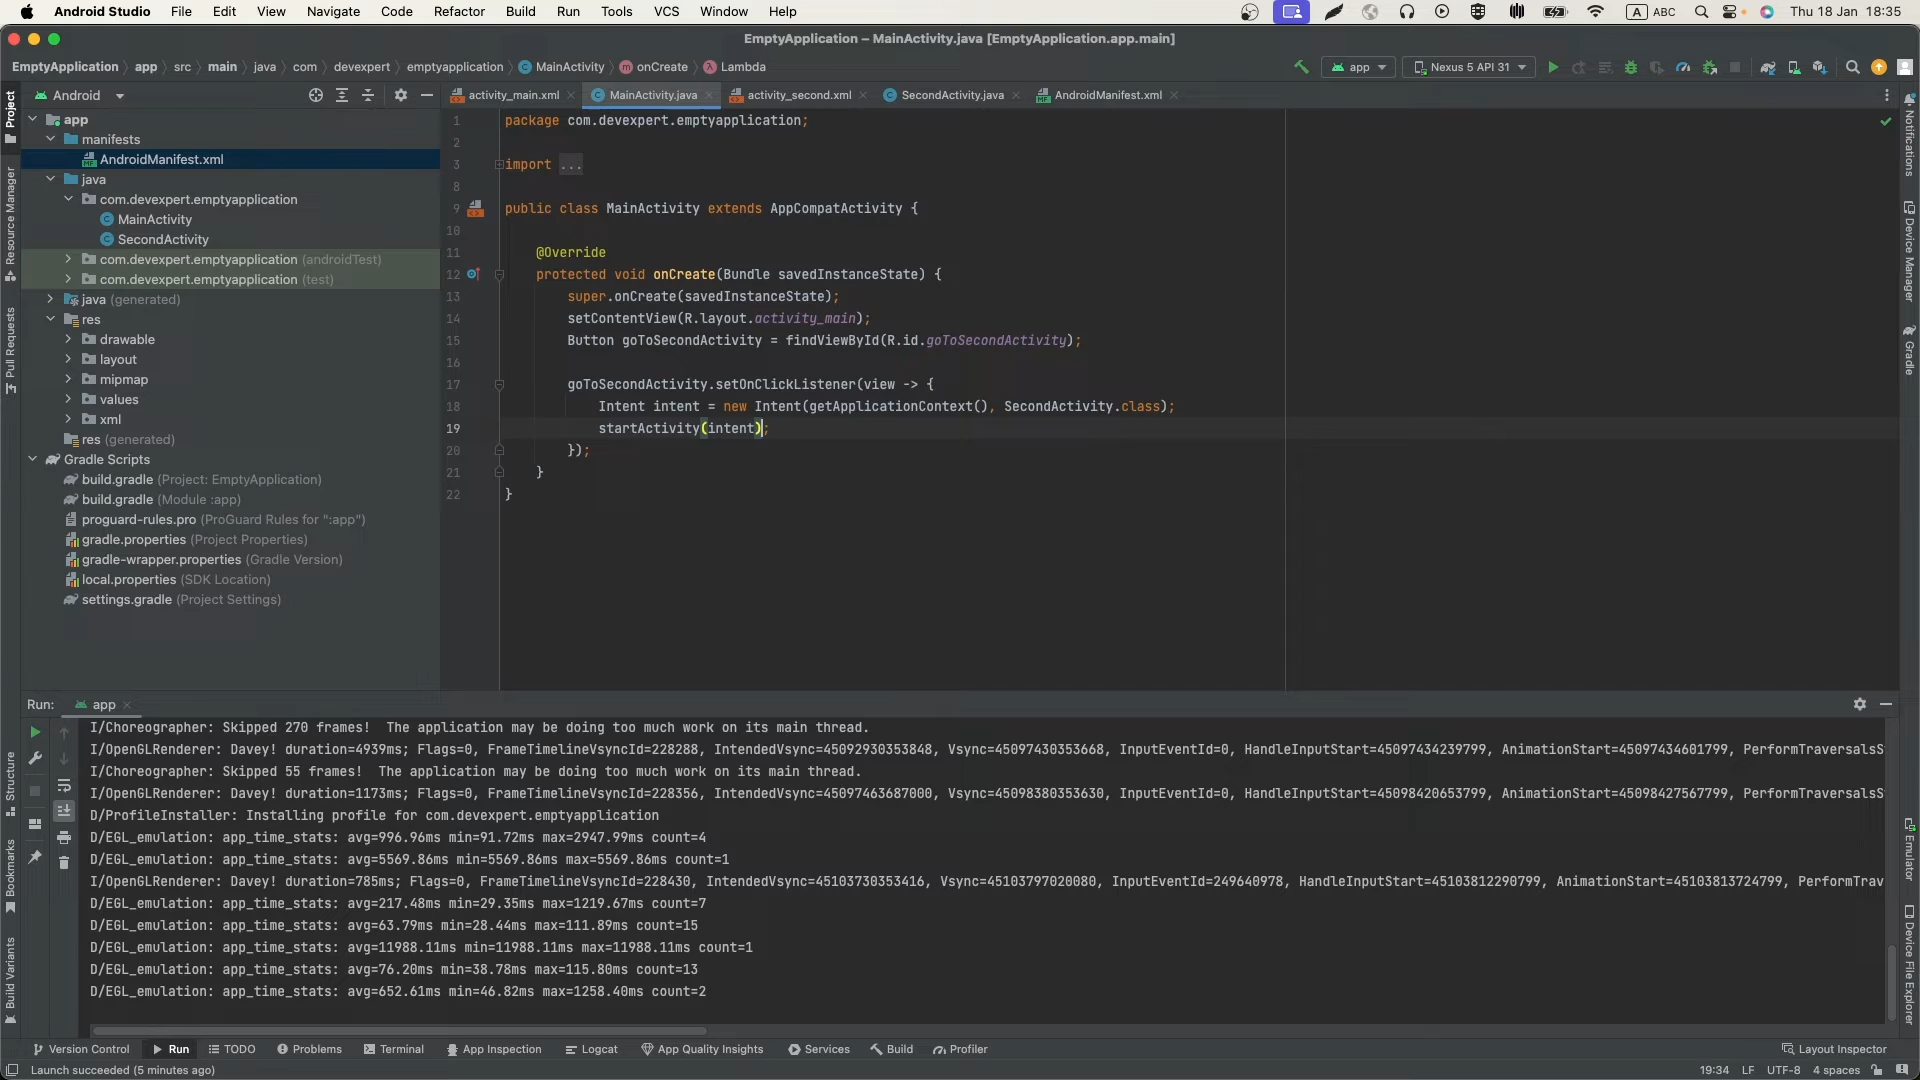 Android Studio File Edit View Navigate Code Refactor Build Run Tools VCS Window Help A ABC Thu 18 Jan 18:35
EmptyApplication – MainActivity.java [EmptyApplication.app.main]
EmptyApplication app src main java com devexpert emptyapplication MainActivity onCreate Lambda app Nexus 5 API 31
Android
activity_main.xml MainActivity.java activity_second.xml SecondActivity.java AndroidManifest.xml
Project
Resource Manager
Pull Requests
app
manifests
AndroidManifest.xml
java
com.devexpert.emptyapplication
MainActivity
SecondActivity
com.devexpert.emptyapplication (androidTest)
com.devexpert.emptyapplication (test)
java (generated)
res
drawable
layout
mipmap
values
xml
res (generated)
Gradle Scripts
build.gradle (Project: EmptyApplication)
build.gradle (Module :app)
proguard-rules.pro (ProGuard Rules for ":app")
gradle.properties (Project Properties)
gradle-wrapper.properties (Gradle Version)
local.properties (SDK Location)
settings.gradle (Project Settings)
1 package com.devexpert.emptyapplication;
2
3 import ...
8
9 public class MainActivity extends AppCompatActivity {
10
11 @Override
12 protected void onCreate(Bundle savedInstanceState) {
13 super.onCreate(savedInstanceState);
14 setContentView(R.layout.activity_main);
15 Button goToSecondActivity = findViewById(R.id.goToSecondActivity);
16
17 goToSecondActivity.setOnClickListener(view -> {
18 Intent intent = new Intent(getApplicationContext(), SecondActivity.class);
19 startActivity(intent);
20 });
21 }
22 }
Notifications
Device Manager
Gradle
Emulator
Device File Explorer
Run: app
I/Choreographer: Skipped 270 frames!  The application may be doing too much work on its main thread.
I/OpenGLRenderer: Davey! duration=4939ms; Flags=0, FrameTimelineVsyncId=228288, IntendedVsync=45092930353848, Vsync=45097430353668, InputEventId=0, HandleInputStart=45097434239799, AnimationStart=45097434601799, PerformTraversalsS
I/Choreographer: Skipped 55 frames!  The application may be doing too much work on its main thread.
I/OpenGLRenderer: Davey! duration=1173ms; Flags=0, FrameTimelineVsyncId=228356, IntendedVsync=45097463687000, Vsync=45098380353630, InputEventId=0, HandleInputStart=45098420653799, AnimationStart=45098427567799, PerformTraversalsS
D/ProfileInstaller: Installing profile for com.devexpert.emptyapplication
D/EGL_emulation: app_time_stats: avg=996.96ms min=91.72ms max=2947.99ms count=4
D/EGL_emulation: app_time_stats: avg=5569.86ms min=5569.86ms max=5569.86ms count=1
I/OpenGLRenderer: Davey! duration=785ms; Flags=0, FrameTimelineVsyncId=228430, IntendedVsync=45103730353416, Vsync=45103797020080, InputEventId=249640978, HandleInputStart=45103812290799, AnimationStart=45103813724799, PerformTrav
D/EGL_emulation: app_time_stats: avg=217.48ms min=29.35ms max=1219.67ms count=7
D/EGL_emulation: app_time_stats: avg=63.79ms min=28.44ms max=111.89ms count=15
D/EGL_emulation: app_time_stats: avg=11988.11ms min=11988.11ms max=11988.11ms count=1
D/EGL_emulation: app_time_stats: avg=76.20ms min=38.78ms max=115.80ms count=13
D/EGL_emulation: app_time_stats: avg=652.61ms min=46.82ms max=1258.40ms count=2
Structure
Bookmarks
Build Variants
Version Control Run TODO Problems Terminal App Inspection Logcat App Quality Insights Services Build Profiler Layout Inspector
Launch succeeded (5 minutes ago) 19:34 LF UTF-8 4 spaces